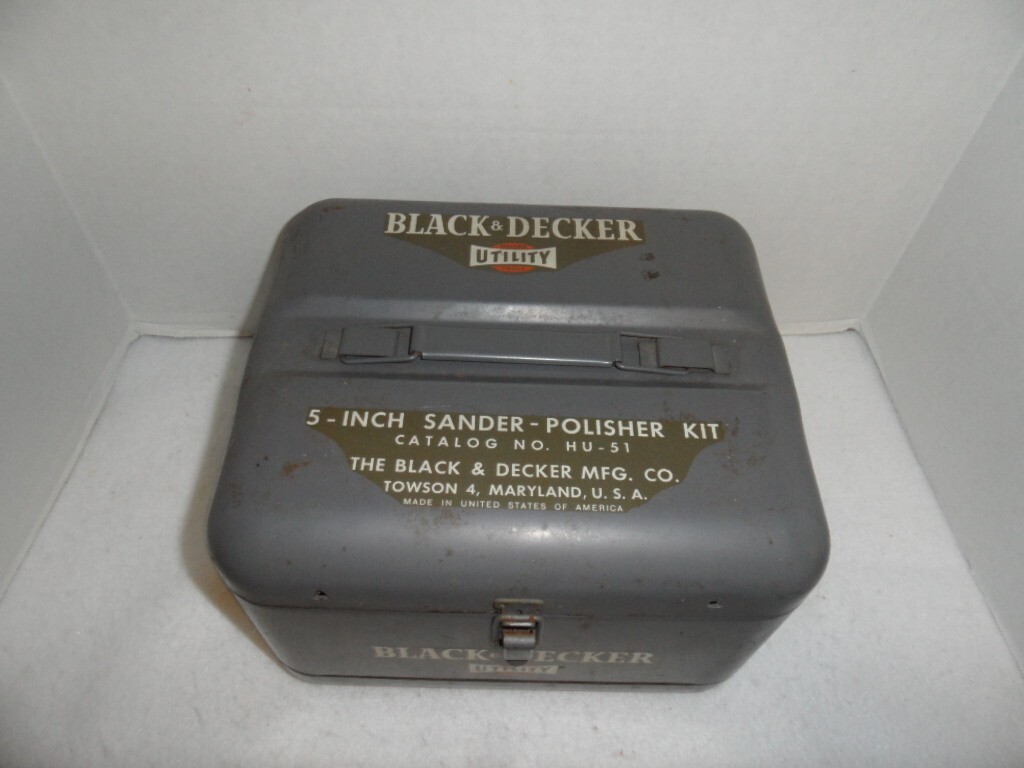 BLACK & DECKER
UTILITY
5-INCH SANDER-POLISHER KIT
CATALOG NO. HU-51
THE BLACK & DECKER MFG. CO.
TOWSON 4, MARYLAND, U.S.A.
MADE IN UNITED STATES OF AMERICA
BLACK & DECKER
UTILITY